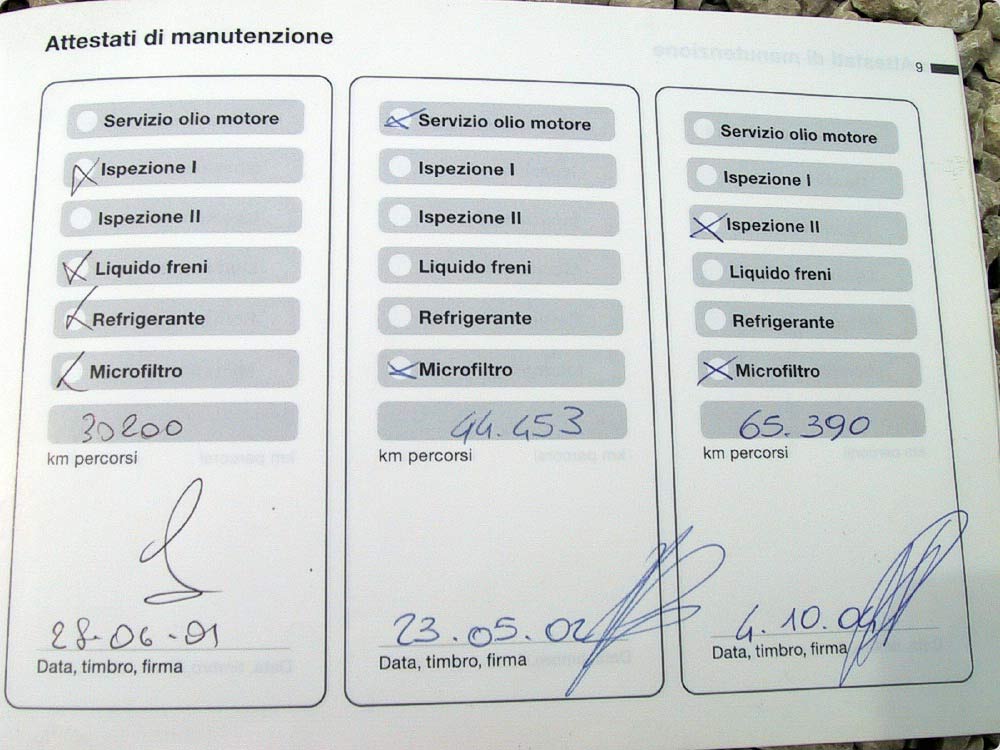 Attestati di manutenzione
9
Servizio olio motore
Ispezione I
Ispezione II
Liquido freni
Refrigerante
Microfiltro
30200
km percorsi
28-06-01
Data, timbro, firma
Servizio olio motore
Ispezione I
Ispezione II
Liquido freni
Refrigerante
Microfiltro
44.453
km percorsi
23.05.02
Data, timbro, firma
Servizio olio motore
Ispezione I
Ispezione II
Liquido freni
Refrigerante
Microfiltro
65.390
km percorsi
4.10.04
Data, timbro, firma